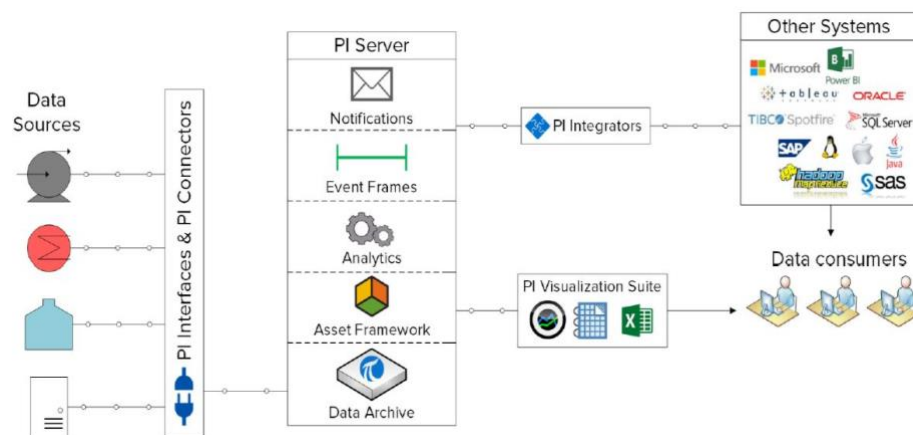 Data
Sources
PI Interfaces & PI Connectors
PI Server
Notifications
Event Frames
Analytics
Asset Framework
Data Archive
PI Integrators
PI Visualization Suite
Other Systems
Microsoft
Power BI
tableau
ORACLE
TIBCO Spotfire
SQL Server
SAP
Java
hadoop
MapReduce
sas
Data consumers